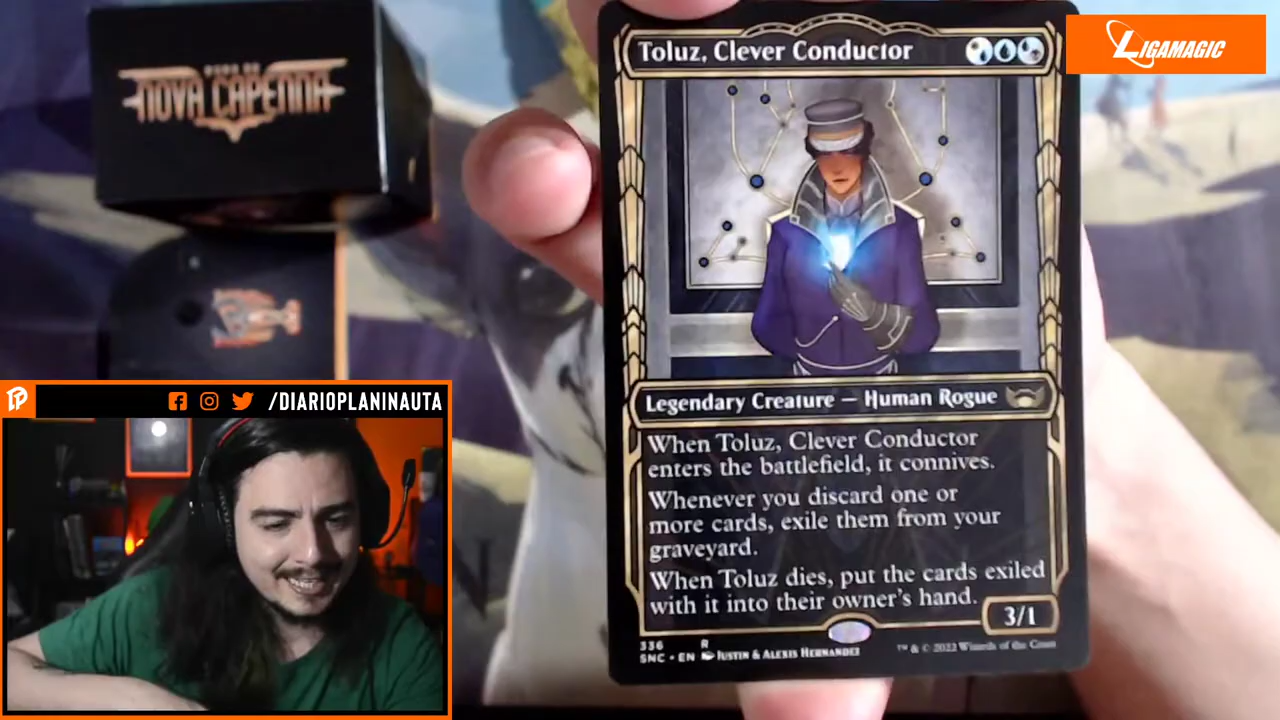 NOVA CAPENNA
LIGAMAGIC
Toluz, Clever Conductor
Legendary Creature — Human Rogue
When Toluz, Clever Conductor
enters the battlefield, it connives.
Whenever you discard one or
more cards, exile them from your
graveyard.
When Toluz dies, put the cards exiled
with it into their owner's hand.
3/1
336 R
SNC • EN JUSTIN & ALEXIS HERNANDEZ
™ & © 2022 Wizards of the Coast
/DIARIOPLANINAUTA